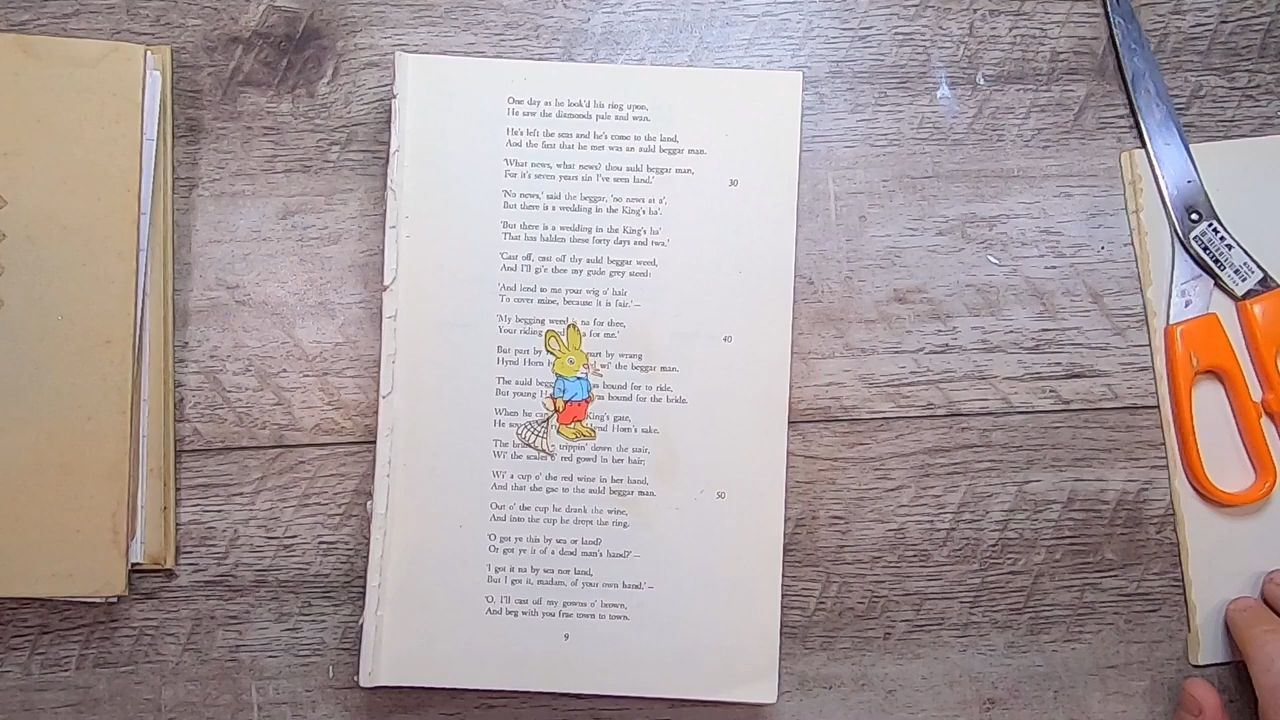 One day as he look'd his ring upon,
He saw the diamonds pale and wan.
He's left the seas and he's come to the land,
And the first that he met was an auld beggar man.
'What news, what news? thou auld beggar man,
For it's seven years sin I've seen land.'
30
'No news,' said the beggar, 'no news at a',
But there is a wedding in the King's ha'.
'But there is a wedding in the King's ha'
That has halden these forty days and twa.'
'Cast off, cast off thy auld beggar weed,
And I'll gi'e thee my gude grey steed:
'And lend to me your wig o' hair
To cover mine, because it is fair.'—
'My begging weed is na for thee,
Your riding s for me.'
40
But part by part by wrang
Hynd Horn wi' the beggar man.
The auld begg as bound for to ride,
But young H as bound for the bride.
When he ca King's gate,
He so Hynd Horn's sake.
The bri trippin' down the stair,
Wi' the scales o' red gowd in her hair;
Wi' a cup o' the red wine in her hand,
And that she gae to the auld beggar man.
50
Out o' the cup he drank the wine,
And into the cup he dropt the ring.
'O got ye this by sea or land?
Or got ye it of a dead man's hand?'—
'I got it na by sea nor land,
But I got it, madam, of your own hand.'—
'O, I'll cast off my gowns o' brown,
And beg with you frae town to town.
9
IKEA